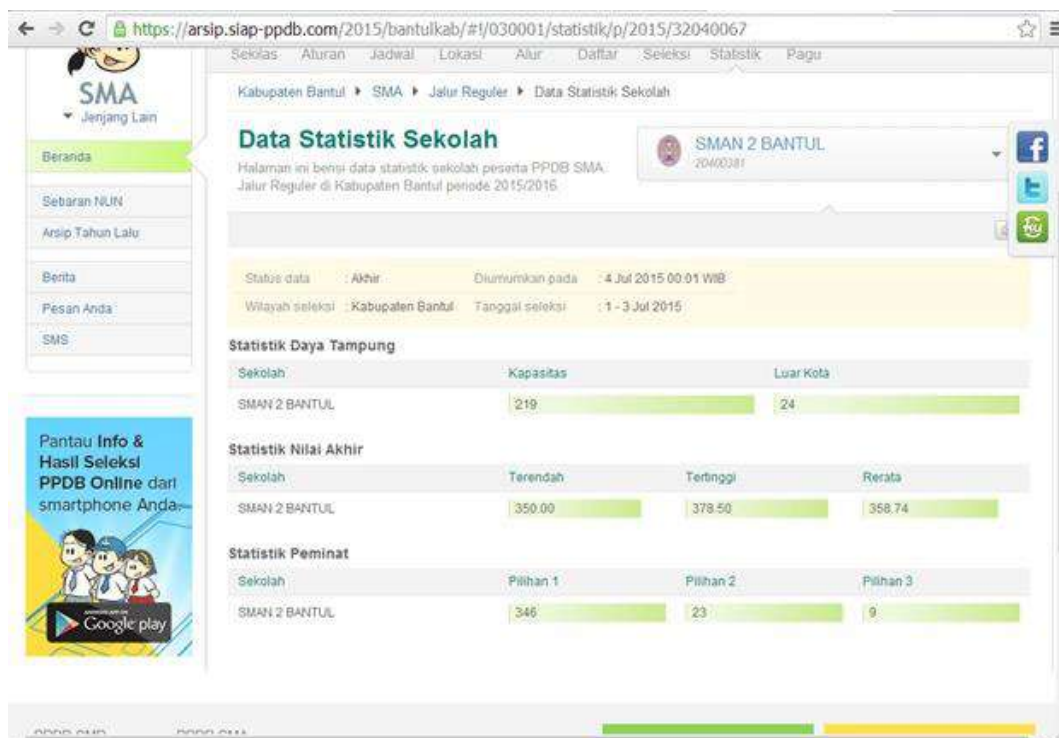 https://arsip.siap-ppdb.com/2015/bantulkab/#!/030001/statistik/p/2015/32040067
Sekilas Aturan Jadwal Lokasi Alur Daftar Seleksi Statistik Pagu
SMA
Jenjang Lain
Kabupaten Bantul SMA Jalur Reguler Data Statistik Sekolah
Data Statistik Sekolah
Halaman ini berisi data statistik sekolah peserta PPDB SMA
Jalur Reguler di Kabupaten Bantul periode 2015/2016
SMAN 2 BANTUL
20400381
Beranda
Sebaran NUN
Arsip Tahun Lalu
Berita
Pesan Anda
SMS
Status data : Akhir Diumumkan pada : 4 Jul 2015 00:01 WIB
Wilayah seleksi : Kabupaten Bantul Tanggal seleksi : 1 - 3 Jul 2015
Statistik Daya Tampung
Sekolah Kapasitas Luar Kota
SMAN 2 BANTUL 219 24
Statistik Nilai Akhir
Sekolah Terendah Tertinggi Rerata
SMAN 2 BANTUL 350.00 378.50 358.74
Statistik Peminat
Sekolah Pilihan 1 Pilihan 2 Pilihan 3
SMAN 2 BANTUL 346 23 9
Pantau Info &
Hasil Seleksi
PPDB Online dari
smartphone Anda.
Google play
PPDB SMP PPDB SMA